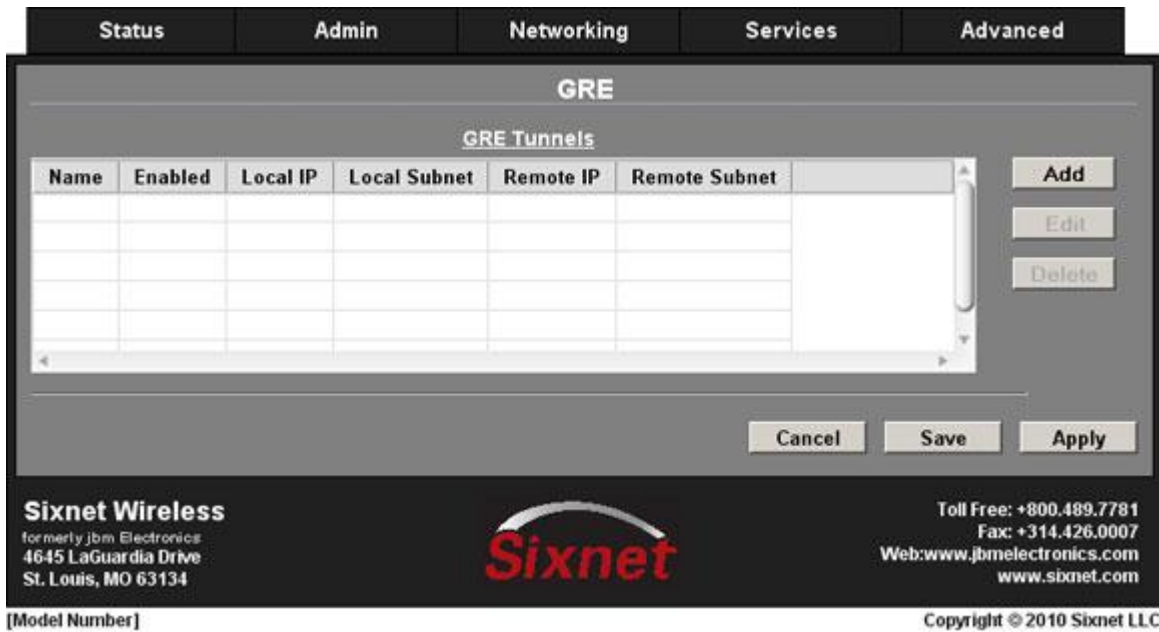 Status Admin Networking Services Advanced
GRE
GRE Tunnels
Name Enabled Local IP Local Subnet Remote IP Remote Subnet
Add
Edit
Delete
Cancel Save Apply
Sixnet Wireless
formerly jbm Electronics
4645 LaGuardia Drive
St. Louis, MO 63134
Sixnet
Toll Free: +800.489.7781
Fax: +314.426.0007
Web:www.jbmelectronics.com
www.sixnet.com
[Model Number]
Copyright © 2010 Sixnet LLC